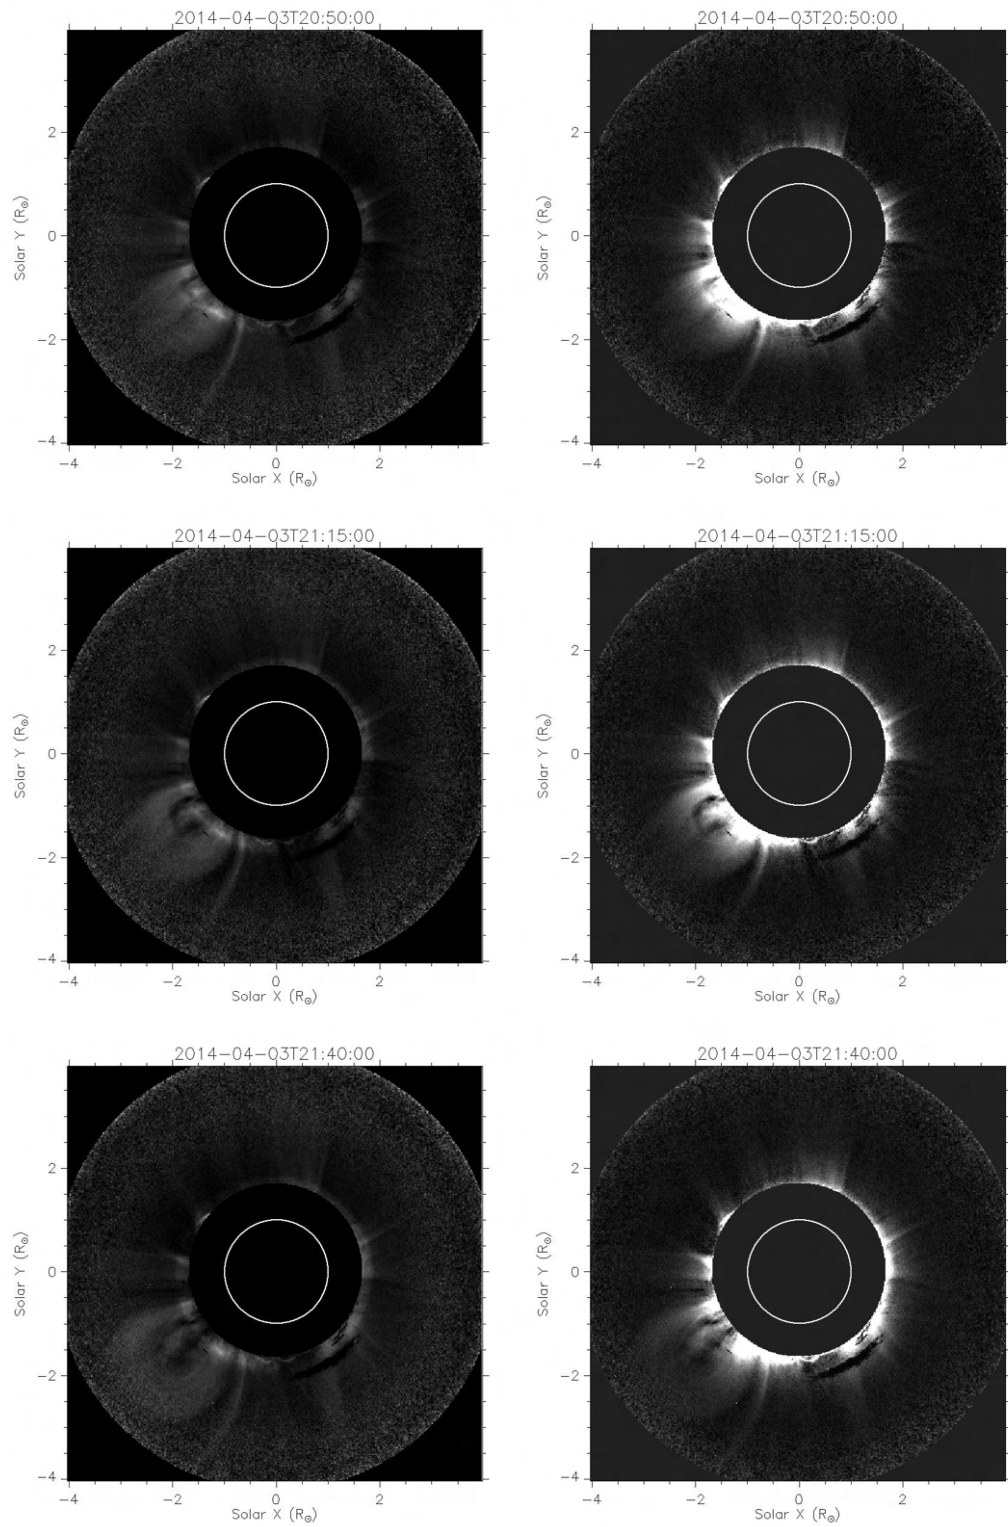 2014-04-03T20:50:00 2014-04-03T20:50:00
2
0
-2
-4
Solar Y (R⊙)
-4 -2 0 2
Solar X (R⊙)
2
0
-2
-4
Solar Y (R⊙)
-4 -2 0 2
Solar X (R⊙)
2014-04-03T21:15:00 2014-04-03T21:15:00
2
0
-2
-4
Solar Y (R⊙)
-4 -2 0 2
Solar X (R⊙)
2
0
-2
-4
Solar Y (R⊙)
-4 -2 0 2
Solar X (R⊙)
2014-04-03T21:40:00 2014-04-03T21:40:00
2
0
-2
-4
Solar Y (R⊙)
-4 -2 0 2
Solar X (R⊙)
2
0
-2
-4
Solar Y (R⊙)
-4 -2 0 2
Solar X (R⊙)